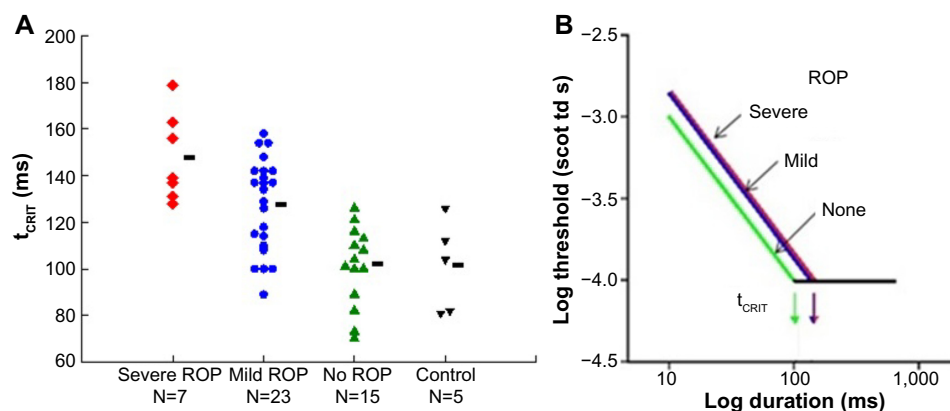 A
t_CRIT (ms)
200
180
160
140
120
100
80
60
Severe ROP
N=7
Mild ROP
N=23
No ROP
N=15
Control
N=5
B
Log threshold (scot td s)
−2.5
−3.0
−3.5
−4.0
−4.5
ROP
Severe
Mild
None
t_CRIT
10
100
1,000
Log duration (ms)